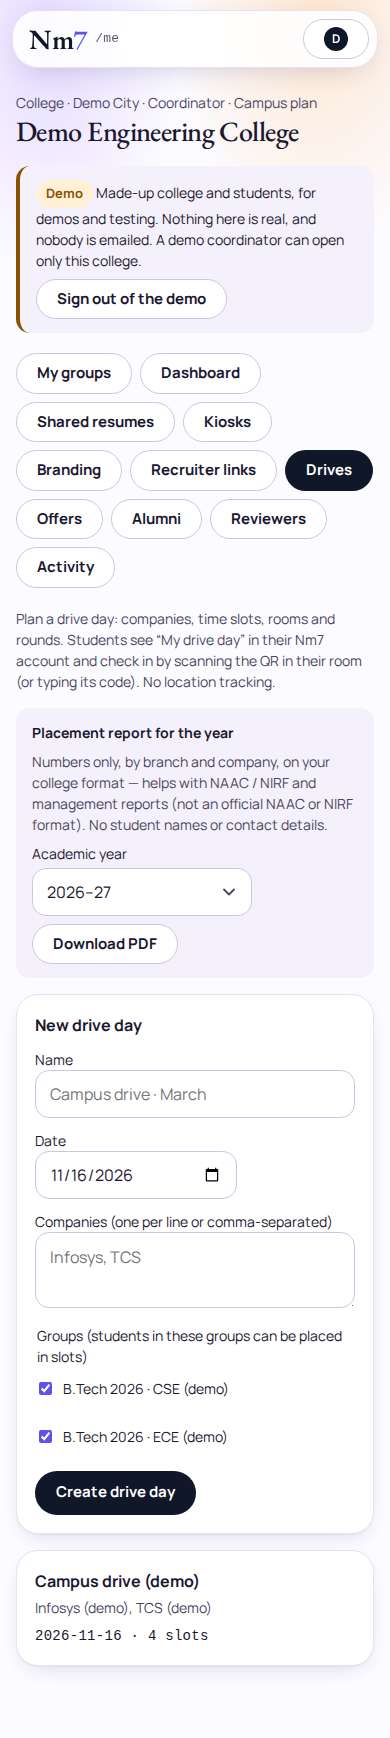 Nm7 /me
D
College · Demo City · Coordinator · Campus plan
Demo Engineering College
Demo Made-up college and students, for
demos and testing. Nothing here is real, and
nobody is emailed. A demo coordinator can open
only this college.
Sign out of the demo
My groups Dashboard
Shared resumes Kiosks
Branding Recruiter links Drives
Offers Alumni Reviewers
Activity
Plan a drive day: companies, time slots, rooms and
rounds. Students see “My drive day” in their Nm7
account and check in by scanning the QR in their room
(or typing its code). No location tracking.
Placement report for the year
Numbers only, by branch and company, on your
college format — helps with NAAC / NIRF and
management reports (not an official NAAC or NIRF
format). No student names or contact details.
Academic year
2026–27
Download PDF
New drive day
Name
Campus drive · March
Date
11/16/2026
Companies (one per line or comma-separated)
Infosys, TCS
Groups (students in these groups can be placed
in slots)
B.Tech 2026 · CSE (demo)
B.Tech 2026 · ECE (demo)
Create drive day
Campus drive (demo)
Infosys (demo), TCS (demo)
2026-11-16 · 4 slots